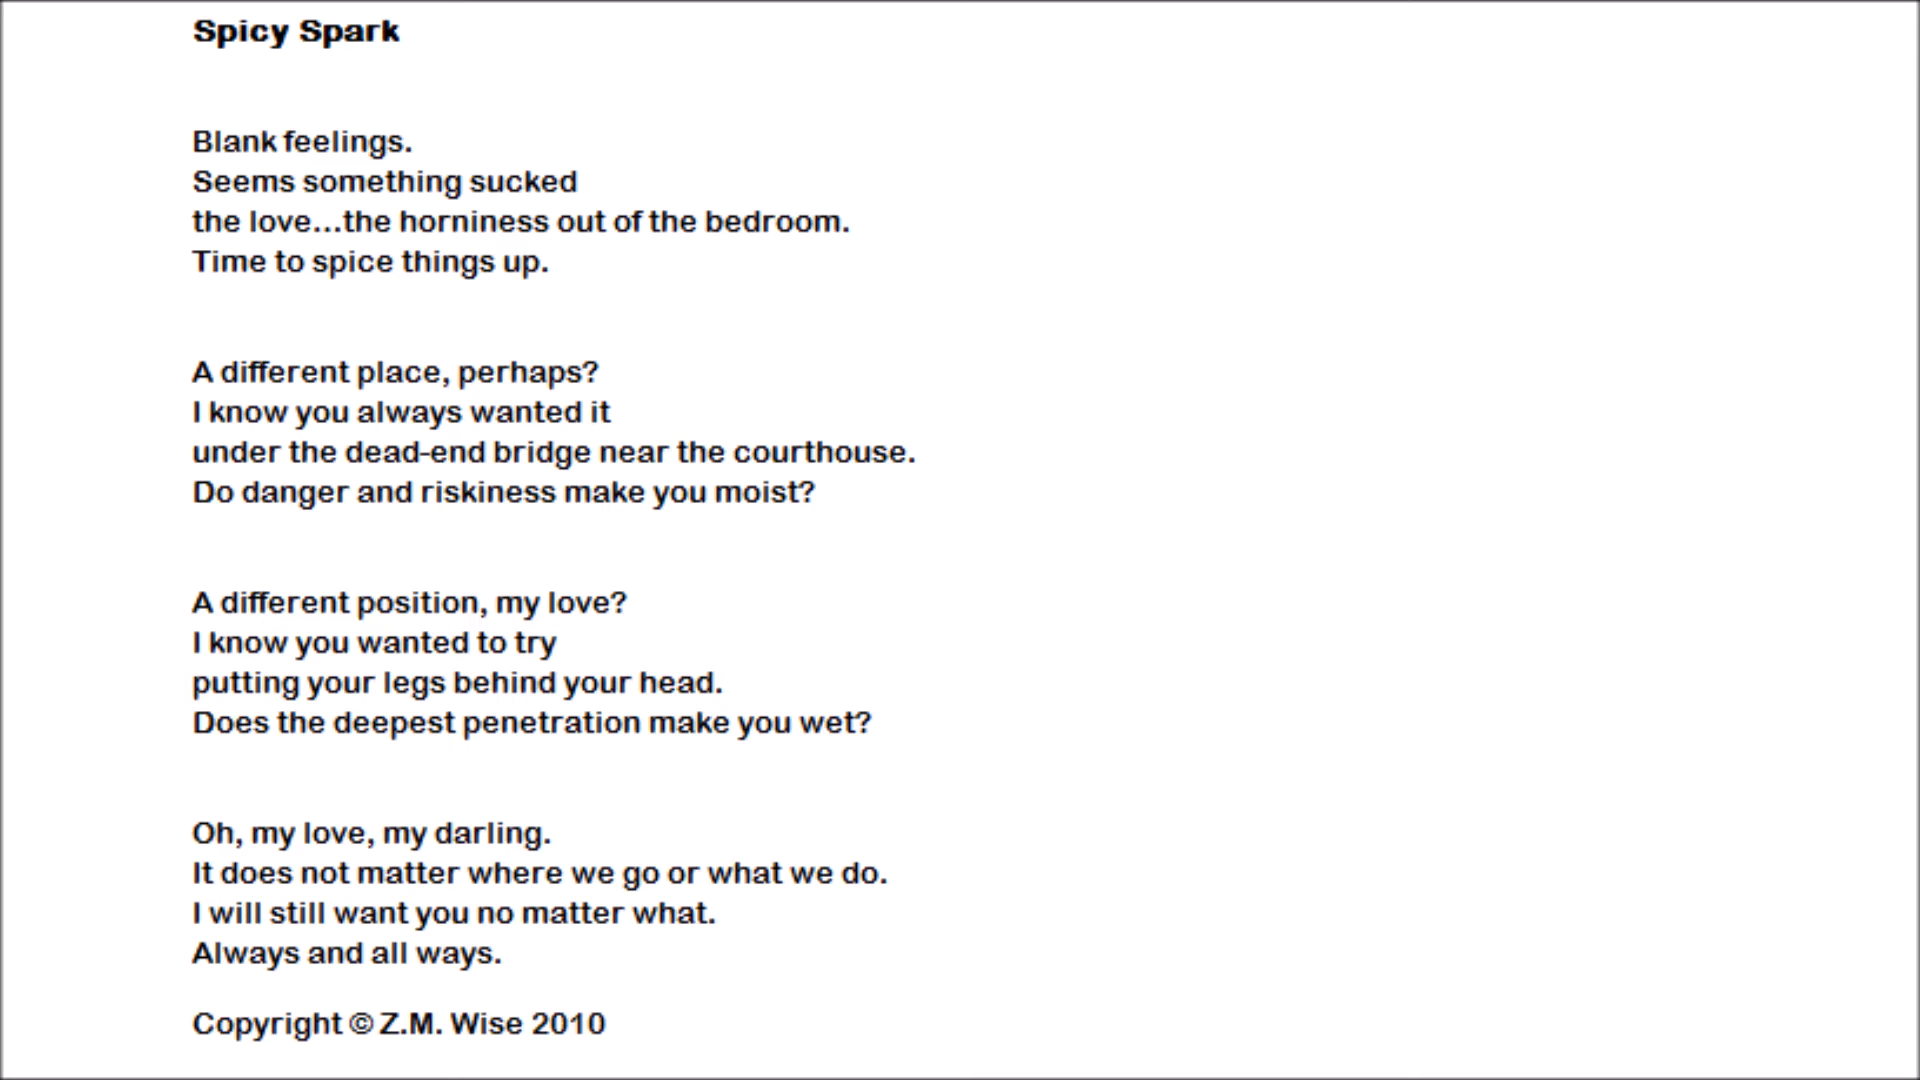 Spicy Spark
Blank feelings.
Seems something sucked
the love...the horniness out of the bedroom.
Time to spice things up.
A different place, perhaps?
I know you always wanted it
under the dead-end bridge near the courthouse.
Do danger and riskiness make you moist?
A different position, my love?
I know you wanted to try
putting your legs behind your head.
Does the deepest penetration make you wet?
Oh, my love, my darling.
It does not matter where we go or what we do.
I will still want you no matter what.
Always and all ways.
Copyright © Z.M. Wise 2010